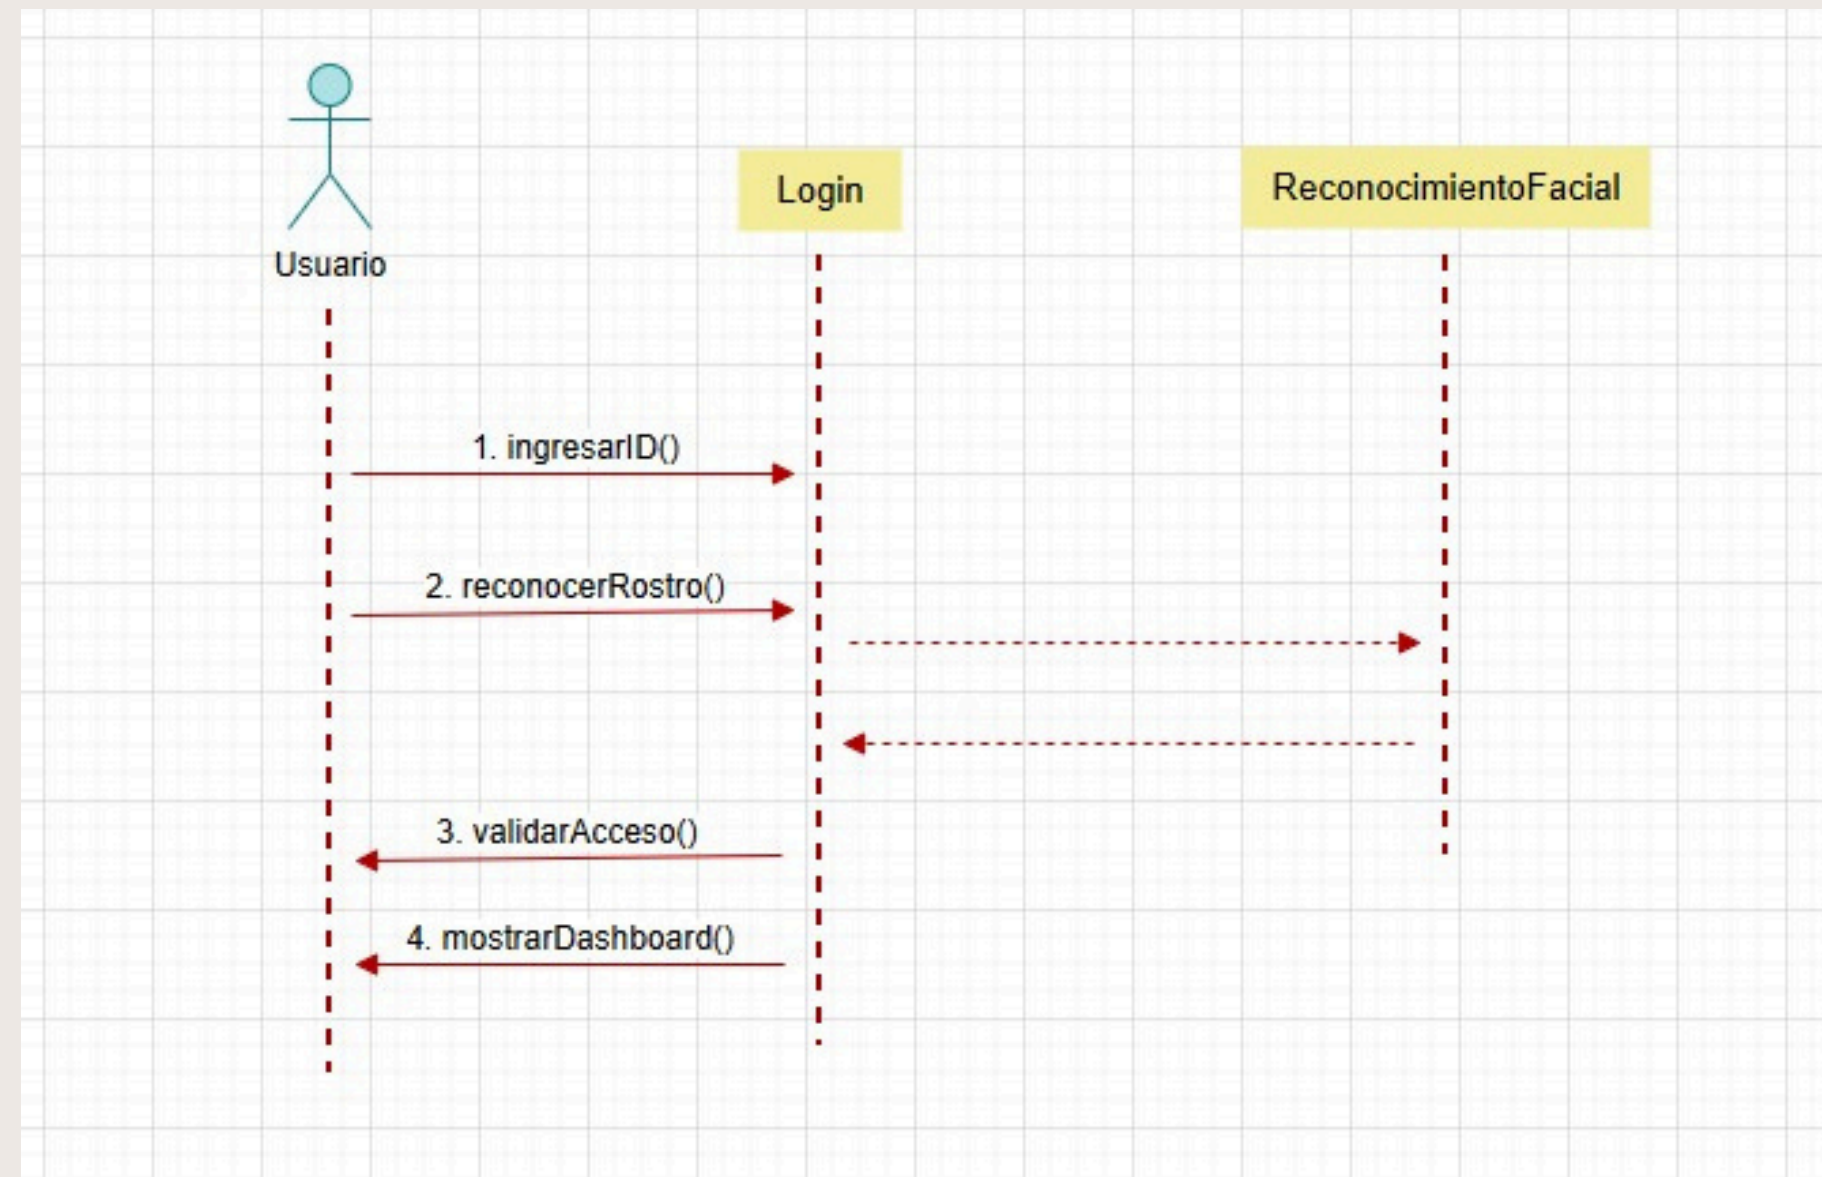 Login
ReconocimientoFacial
Usuario
1. ingresarID()
2. reconocerRostro()
3. validarAcceso()
4. mostrarDashboard()